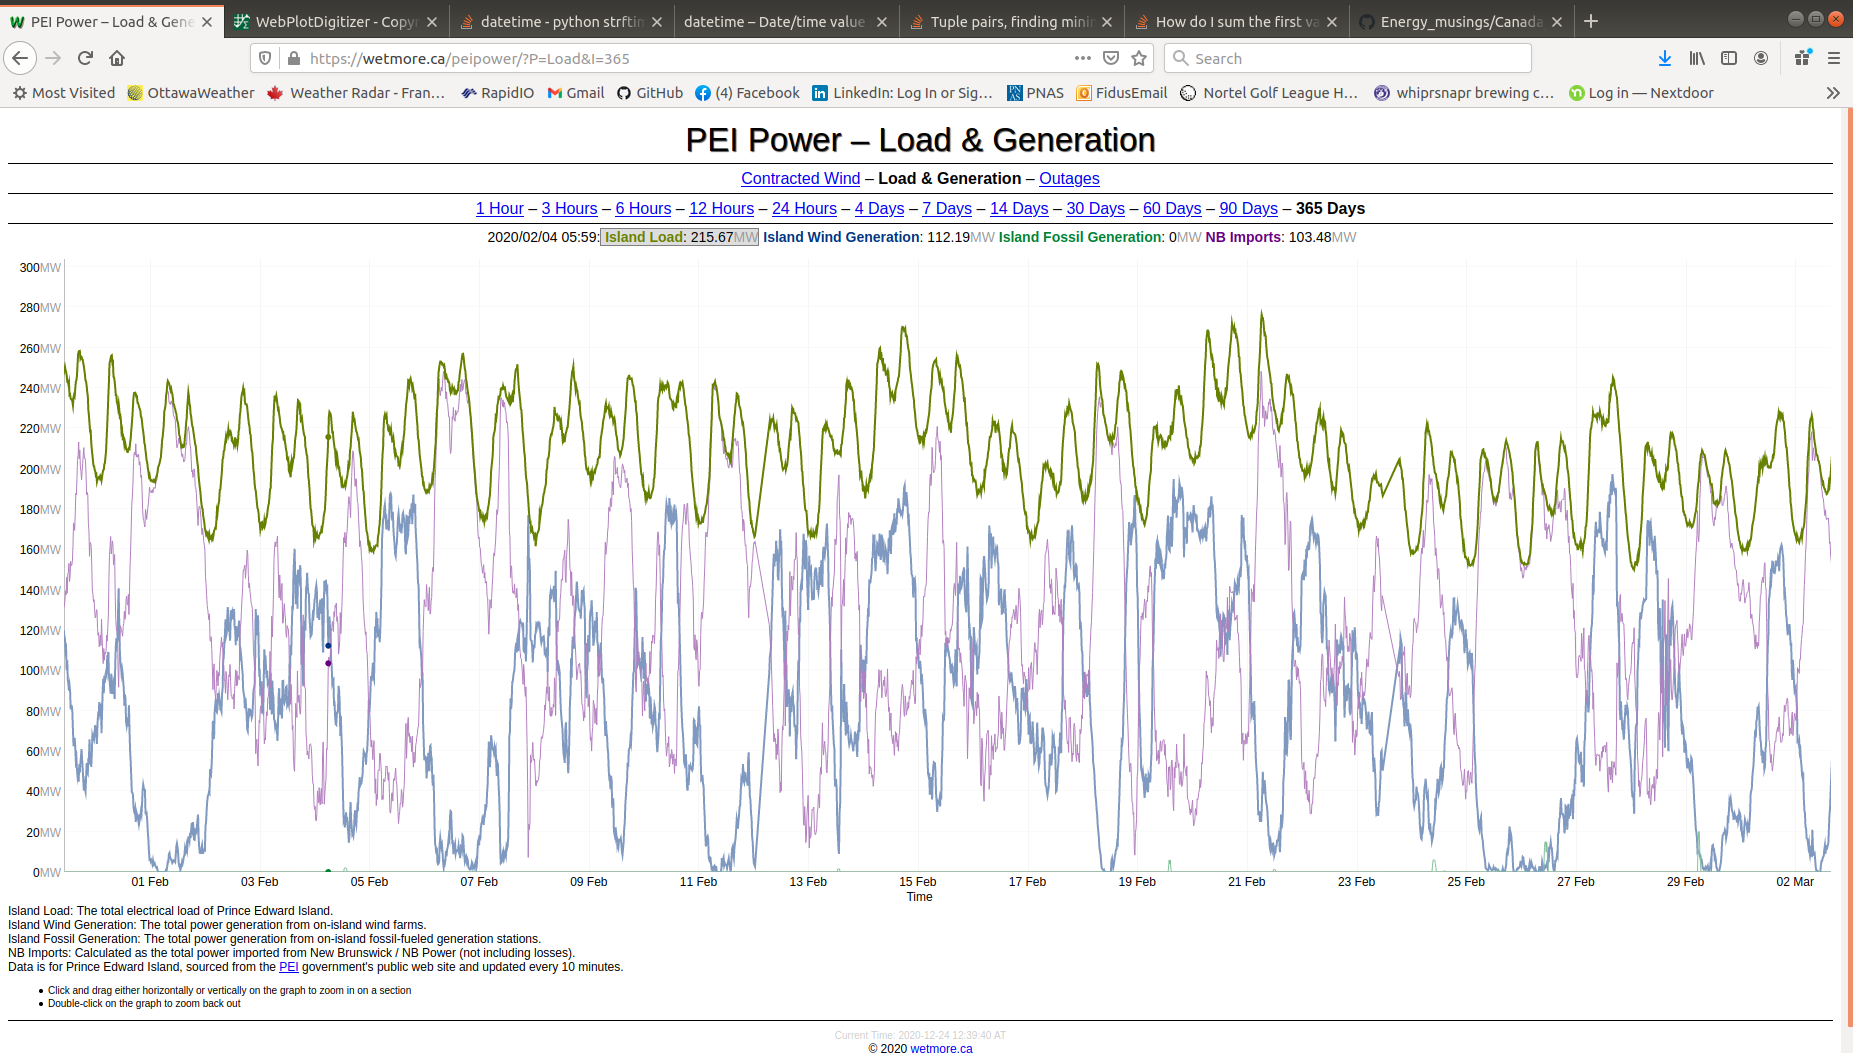 PEI Power – Load & Gene
WebPlotDigitizer - Copyr
datetime - python strftin
datetime – Date/time value
Tuple pairs, finding minin
How do I sum the first va
Energy_musings/Canada
https://wetmore.ca/peipower/?P=Load&I=365
Search
Most Visited
OttawaWeather
Weather Radar - Fran…
RapidIO
Gmail
GitHub
(4) Facebook
LinkedIn: Log In or Sig…
PNAS
FidusEmail
Nortel Golf League H…
whiprsnapr brewing c…
Log in — Nextdoor
PEI Power – Load & Generation
Contracted Wind – Load & Generation – Outages
1 Hour – 3 Hours – 6 Hours – 12 Hours – 24 Hours – 4 Days – 7 Days – 14 Days – 30 Days – 60 Days – 90 Days – 365 Days
2020/02/04 05:59: Island Load: 215.67MW Island Wind Generation: 112.19MW Island Fossil Generation: 0MW NB Imports: 103.48MW
300MW
280MW
260MW
240MW
220MW
200MW
180MW
160MW
140MW
120MW
100MW
80MW
60MW
40MW
20MW
0MW
01 Feb 03 Feb 05 Feb 07 Feb 09 Feb 11 Feb 13 Feb 15 Feb 17 Feb 19 Feb 21 Feb 23 Feb 25 Feb 27 Feb 29 Feb 02 Mar
Time
Island Load: The total electrical load of Prince Edward Island.
Island Wind Generation: The total power generation from on-island wind farms.
Island Fossil Generation: The total power generation from on-island fossil-fueled generation stations.
NB Imports: Calculated as the total power imported from New Brunswick / NB Power (not including losses).
Data is for Prince Edward Island, sourced from the PEI government's public web site and updated every 10 minutes.
• Click and drag either horizontally or vertically on the graph to zoom in on a section
• Double-click on the graph to zoom back out
Current Time: 2020-12-24 12:39:40 AT
© 2020 wetmore.ca